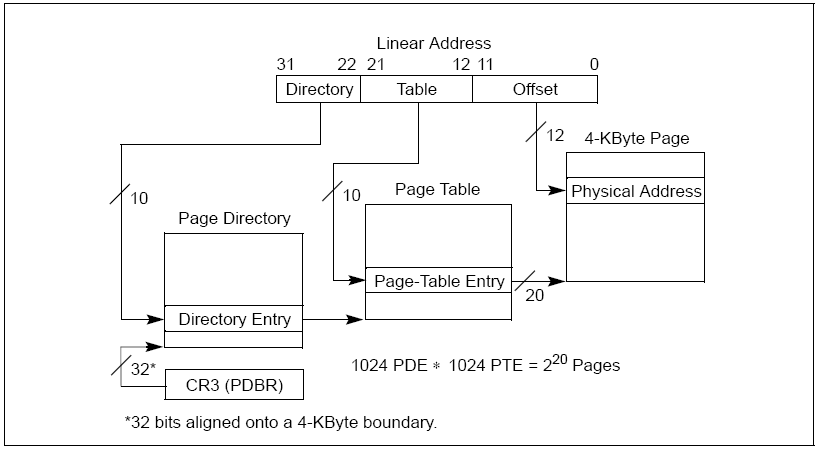 Linear Address
31 22 21 12 11 0
Directory Table Offset
12
4-KByte Page
Physical Address
10
10
Page Table
Page Directory
Page-Table Entry
20
Directory Entry
32*
CR3 (PDBR)
1024 PDE * 1024 PTE = 2^20 Pages
*32 bits aligned onto a 4-KByte boundary.